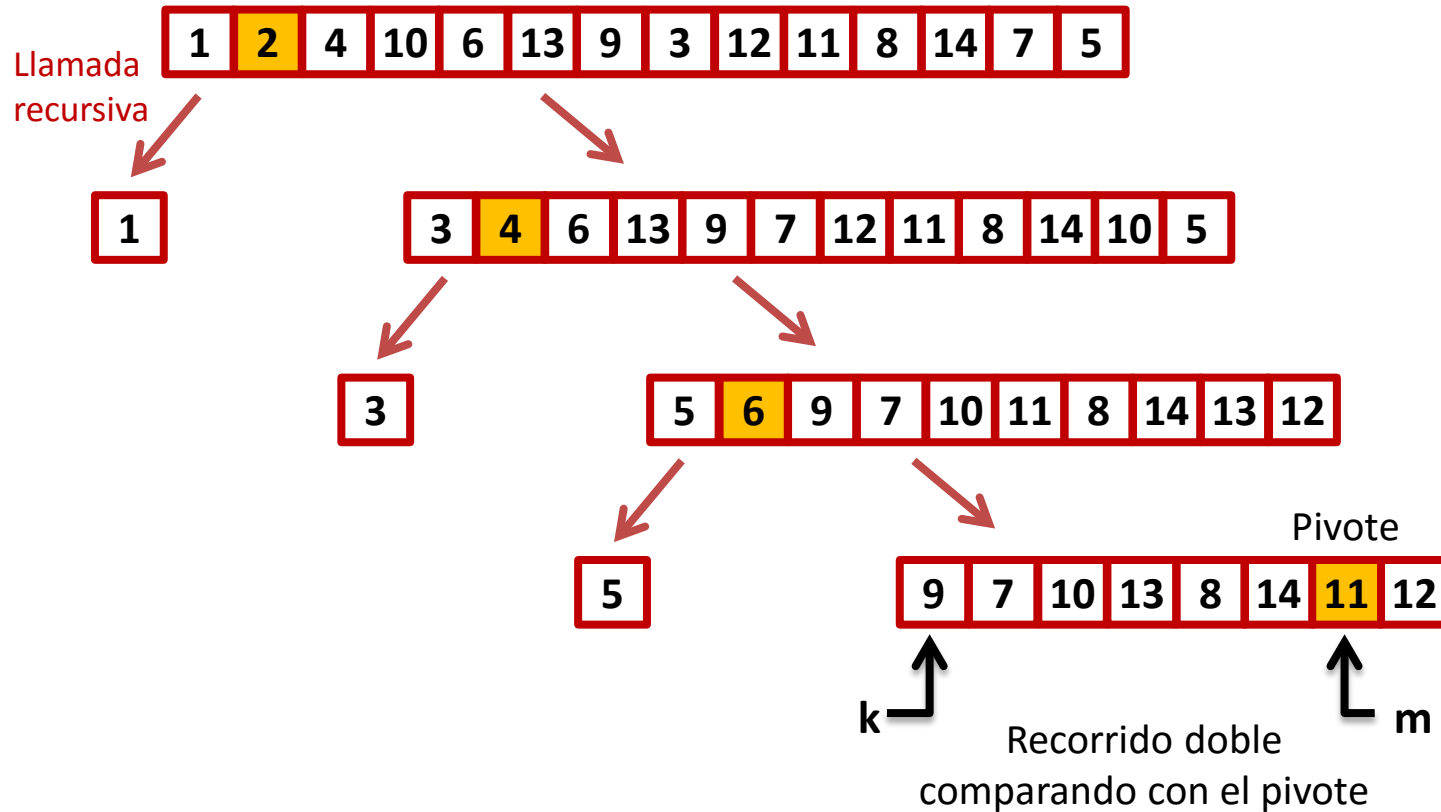 1 2 4 10 6 13 9 3 12 11 8 14 7 5
Llamada
recursiva
1
3 4 6 13 9 7 12 11 8 14 10 5
3
5 6 9 7 10 11 8 14 13 12
Pivote
5
9 7 10 13 8 14 11 12
k
m
Recorrido doble
comparando con el pivote